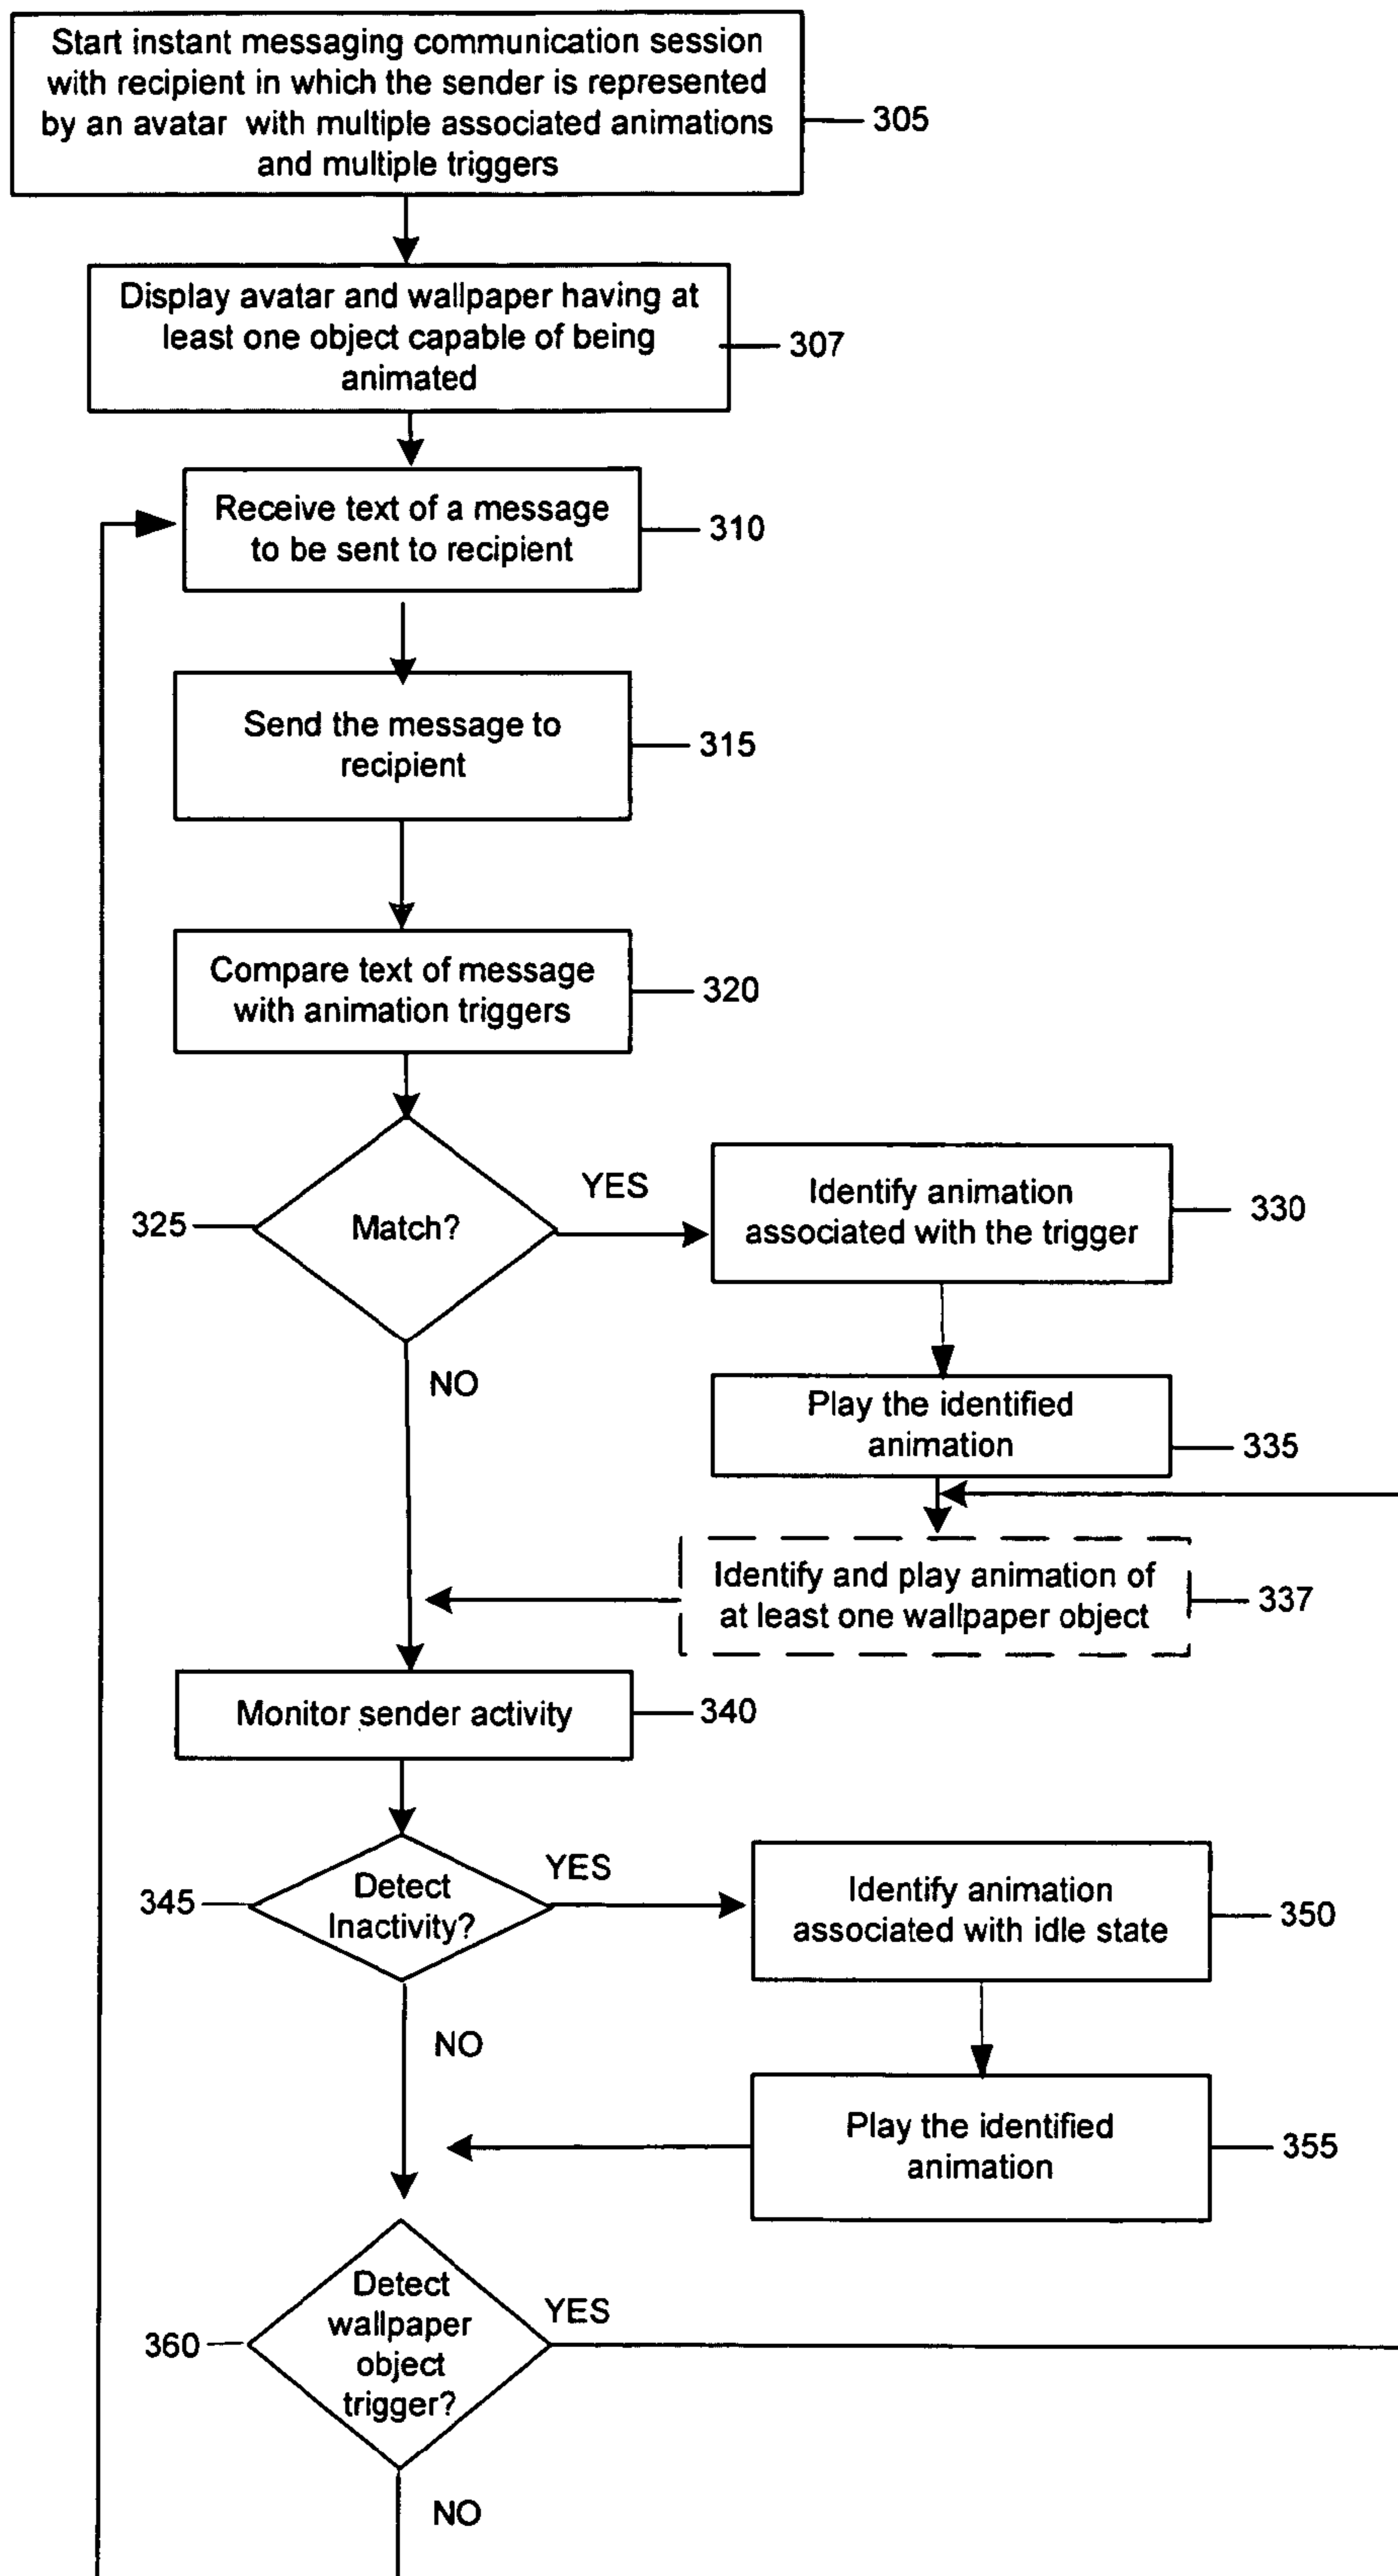 Start instant messaging communication session
with recipient in which the sender is represented
by an avatar with multiple associated animations
and multiple triggers
305
Display avatar and wallpaper having at
least one object capable of being
animated
307
Receive text of a message
to be sent to recipient
310
Send the message to
recipient
315
Compare text of message
with animation triggers
320
325
Match?
YES
Identify animation
associated with the trigger
330
NO
Play the identified
animation
335
Identify and play animation of
at least one wallpaper object
337
Monitor sender activity
340
345
Detect
Inactivity?
YES
Identify animation
associated with idle state
350
NO
Play the identified
animation
355
360
Detect
wallpaper
object
trigger?
YES
NO